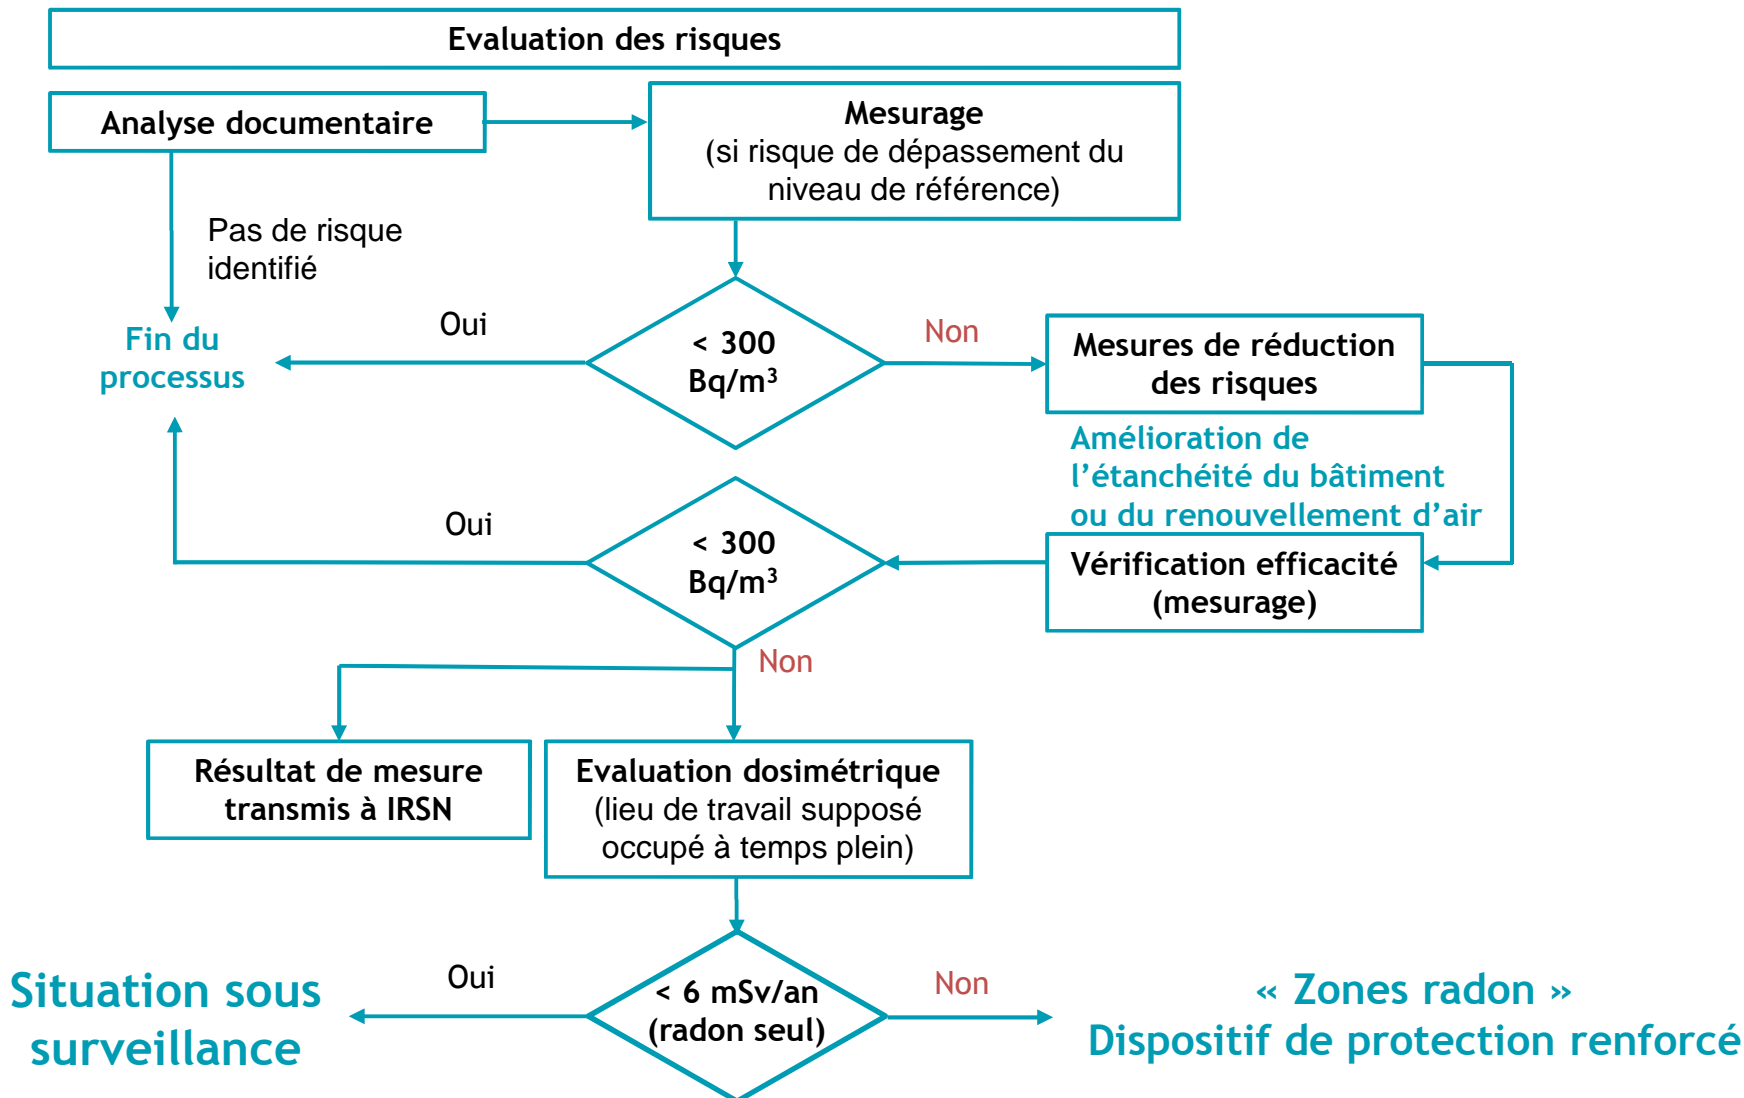 Evaluation des risques
Analyse documentaire
Mesurage
(si risque de dépassement du
niveau de référence)
Pas de risque
identifié
Fin du
processus
Oui
< 300
Bq/m³
Non
Mesures de réduction
des risques
Amélioration de
l’étanchéité du bâtiment
ou du renouvellement d’air
Oui
< 300
Bq/m³
Vérification efficacité
(mesurage)
Non
Résultat de mesure
transmis à IRSN
Evaluation dosimétrique
(lieu de travail supposé
occupé à temps plein)
Situation sous
surveillance
Oui
< 6 mSv/an
(radon seul)
Non
« Zones radon »
Dispositif de protection renforcé